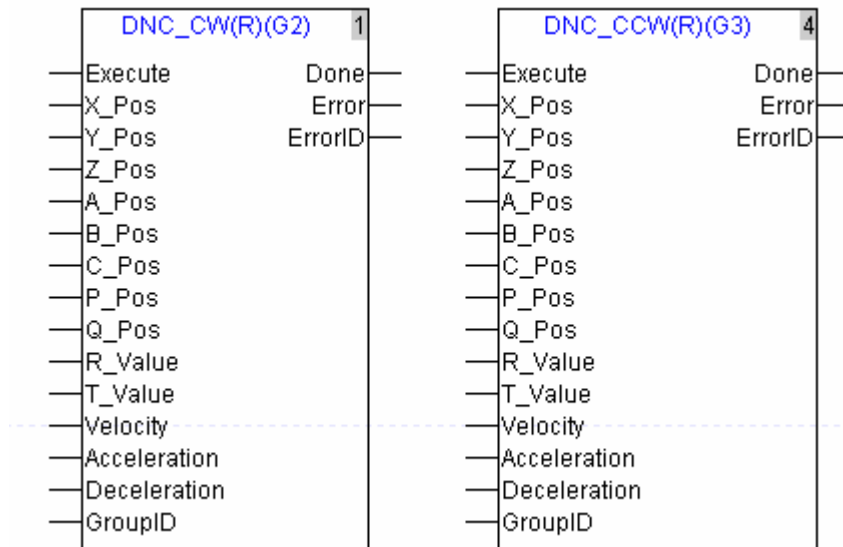 DNC_CW(R)(G2) 1
Execute Done
X_Pos Error
Y_Pos ErrorID
Z_Pos
A_Pos
B_Pos
C_Pos
P_Pos
Q_Pos
R_Value
T_Value
Velocity
Acceleration
Deceleration
GroupID
DNC_CCW(R)(G3) 4
Execute Done
X_Pos Error
Y_Pos ErrorID
Z_Pos
A_Pos
B_Pos
C_Pos
P_Pos
Q_Pos
R_Value
T_Value
Velocity
Acceleration
Deceleration
GroupID